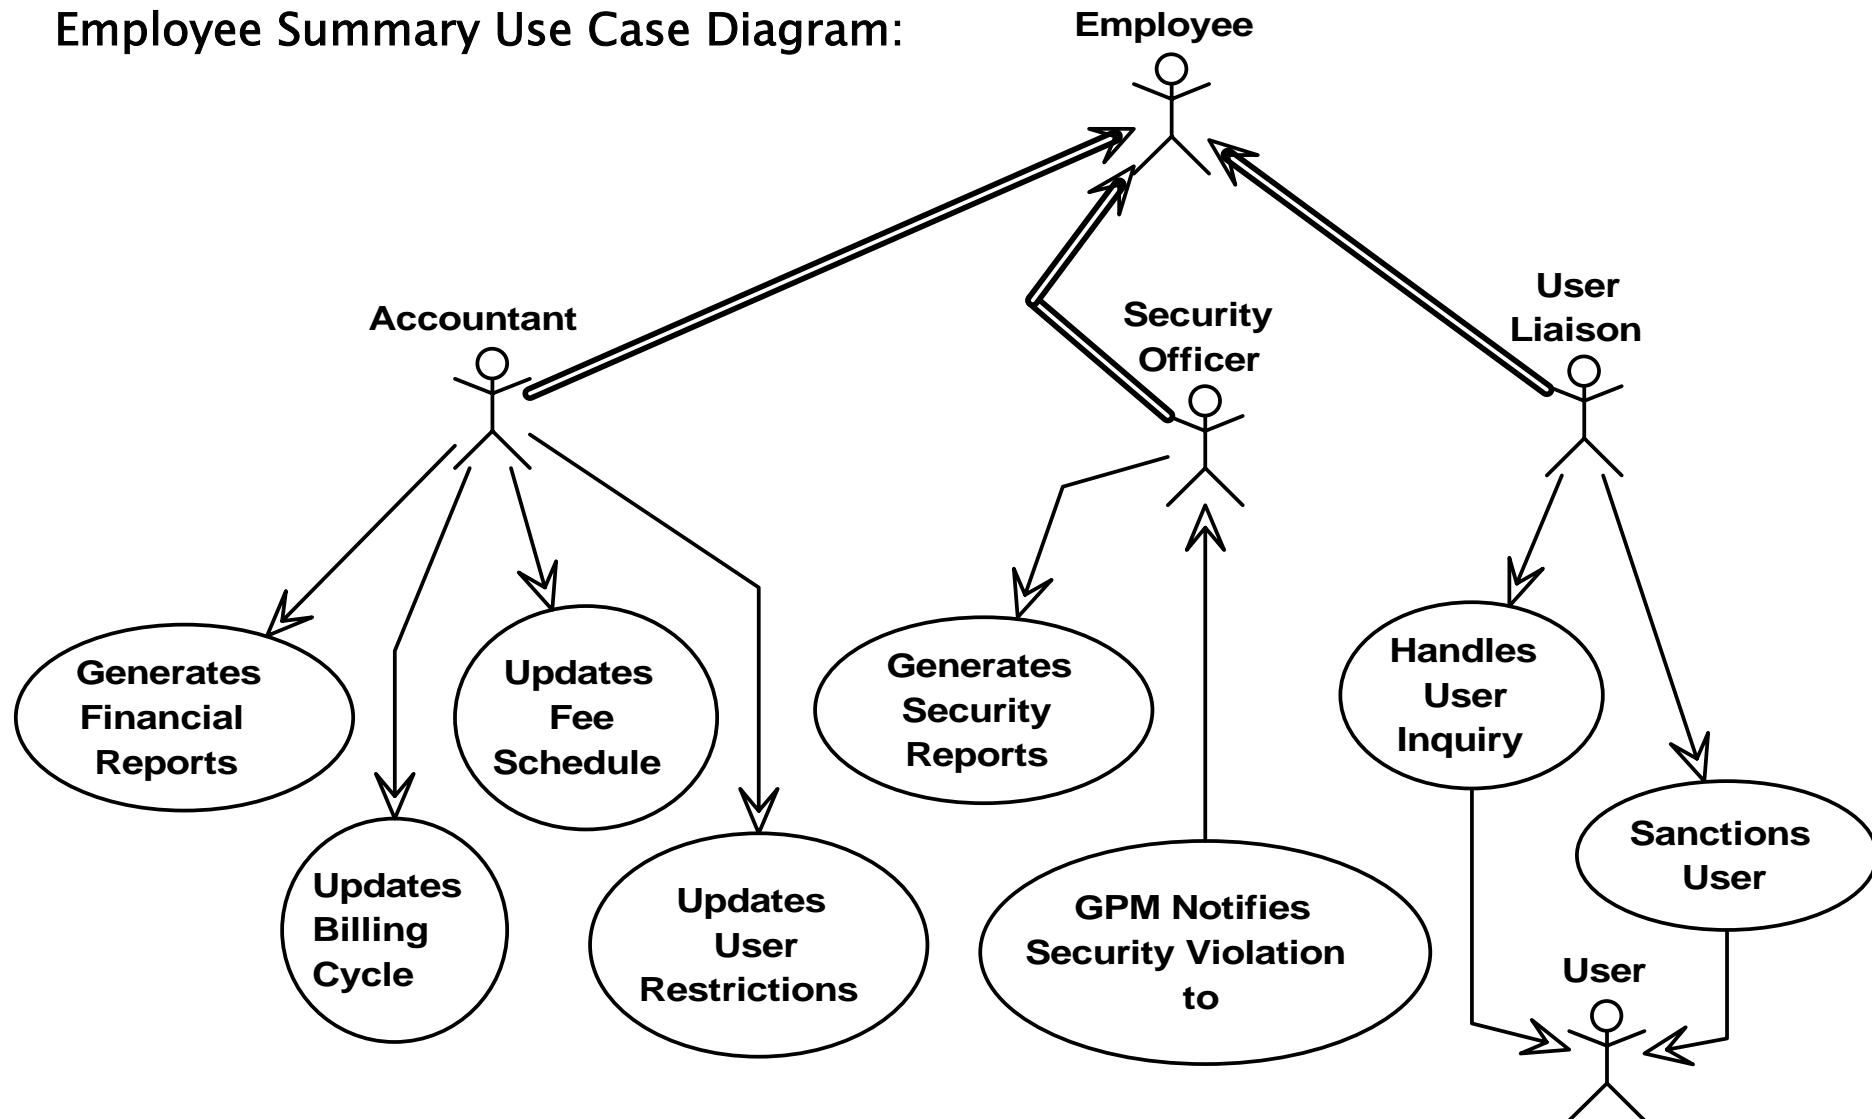 Employee Summary Use Case Diagram:
Employee
Accountant
Security
Officer
User
Liaison
Generates
Financial
Reports
Updates
Fee
Schedule
Generates
Security
Reports
Handles
User
Inquiry
Updates
Billing
Cycle
Updates
User
Restrictions
GPM Notifies
Security Violation
to
Sanctions
User
User